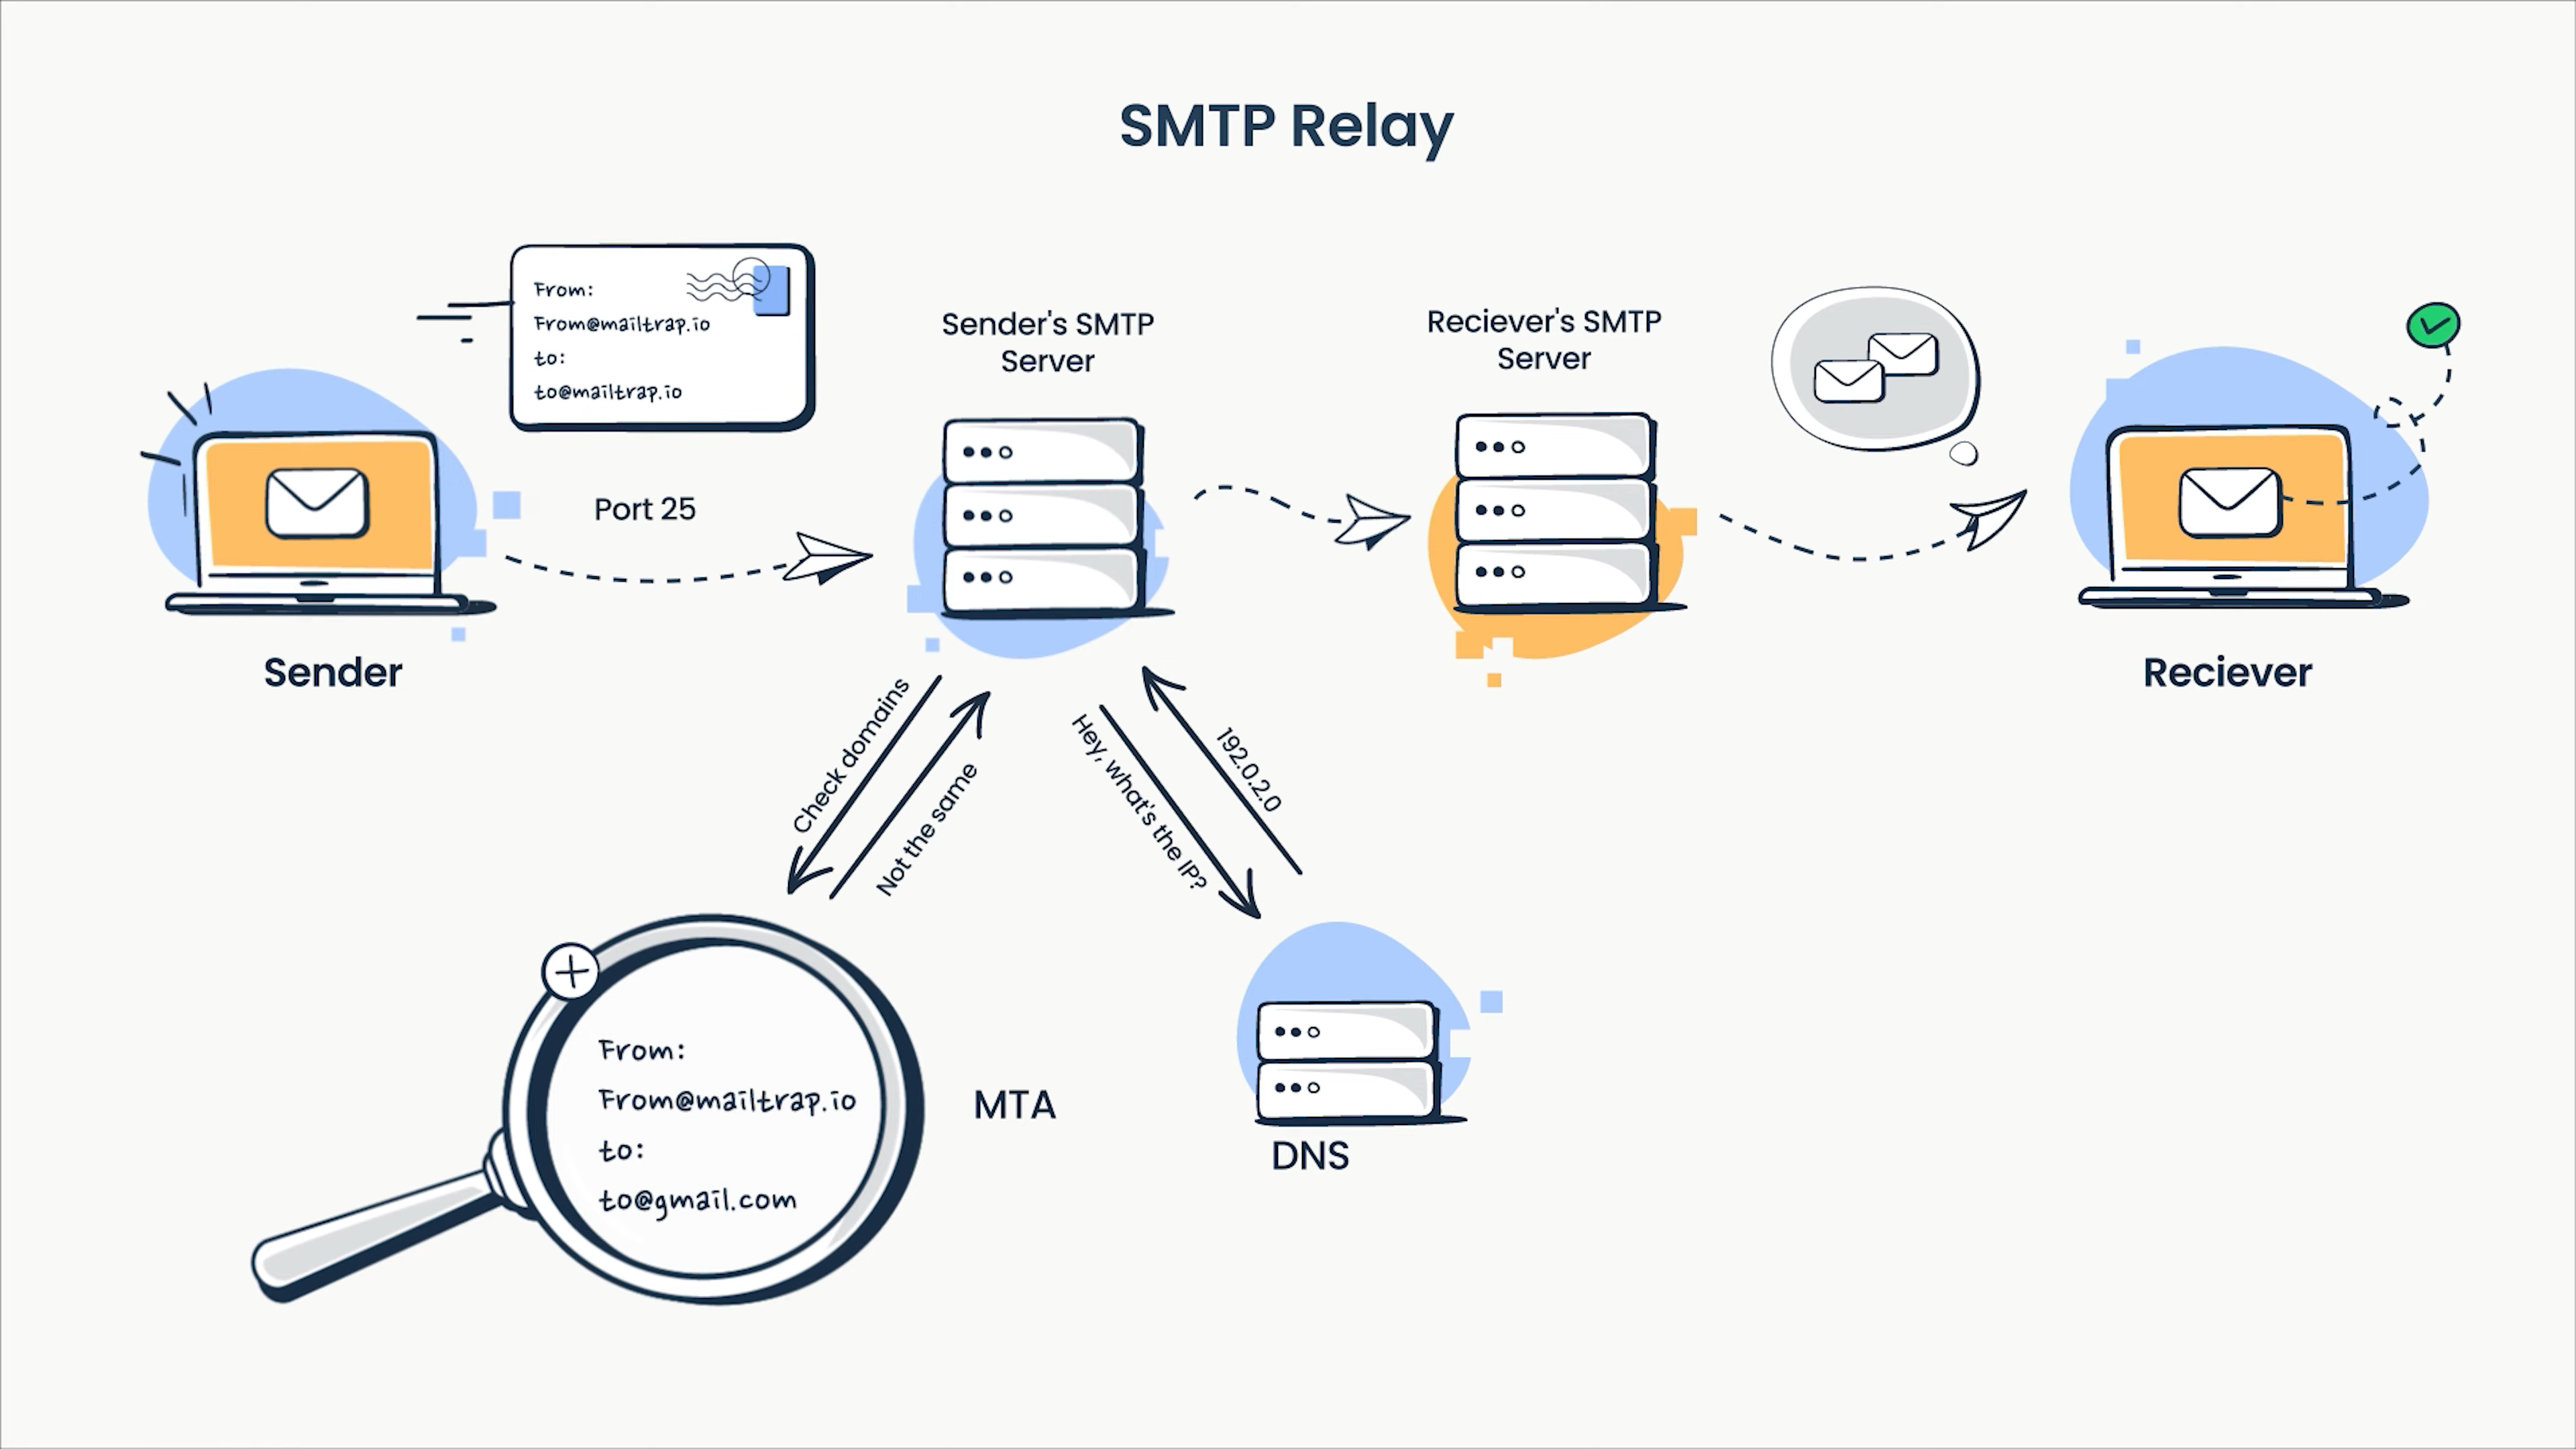 SMTP Relay
From:
From@mailtrap.io
to:
to@mailtrap.io
Sender's SMTP
Server
Reciever's SMTP
Server
Port 25
Sender
Reciever
Check domains
Not the same
Hey, what's the IP?
192.0.2.0
From:
From@mailtrap.io
to:
to@gmail.com
MTA
DNS